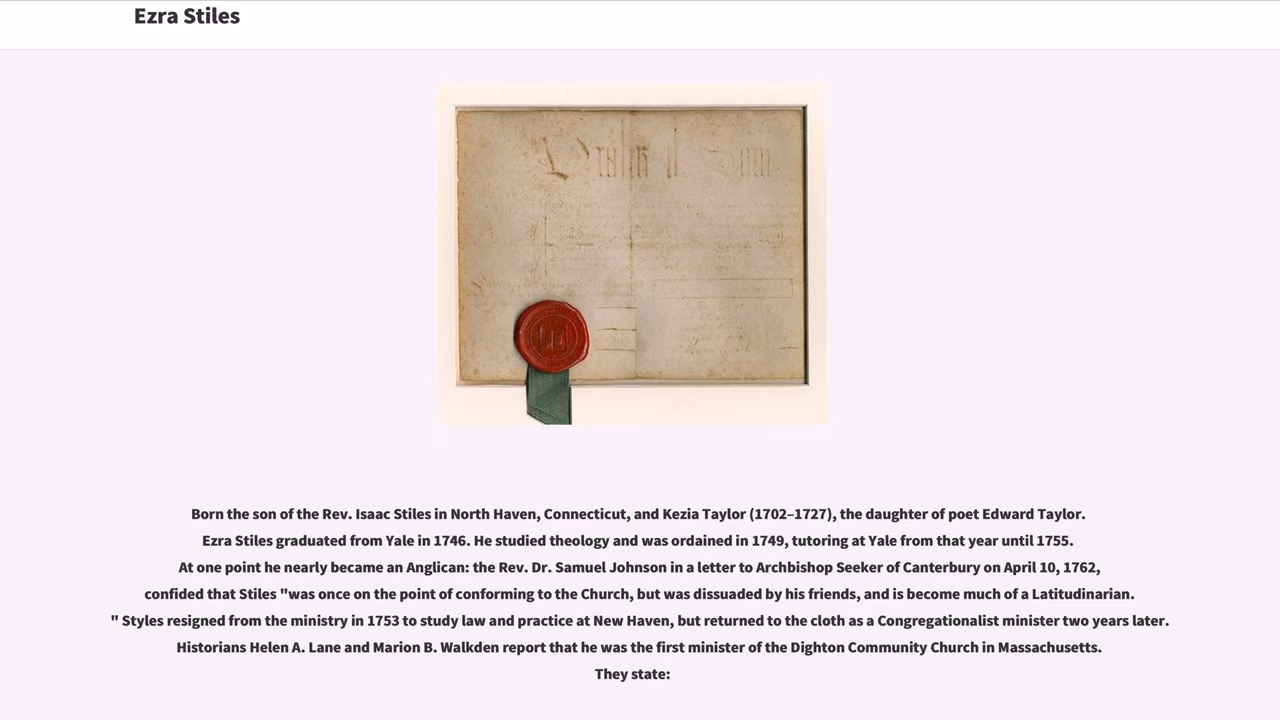 Ezra Stiles
Born the son of the Rev. Isaac Stiles in North Haven, Connecticut, and Kezia Taylor (1702–1727), the daughter of poet Edward Taylor.
Ezra Stiles graduated from Yale in 1746. He studied theology and was ordained in 1749, tutoring at Yale from that year until 1755.
At one point he nearly became an Anglican: the Rev. Dr. Samuel Johnson in a letter to Archbishop Seeker of Canterbury on April 10, 1762,
confided that Stiles "was once on the point of conforming to the Church, but was dissuaded by his friends, and is become much of a Latitudinarian.
" Styles resigned from the ministry in 1753 to study law and practice at New Haven, but returned to the cloth as a Congregationalist minister two years later.
Historians Helen A. Lane and Marion B. Walkden report that he was the first minister of the Dighton Community Church in Massachusetts.
They state: